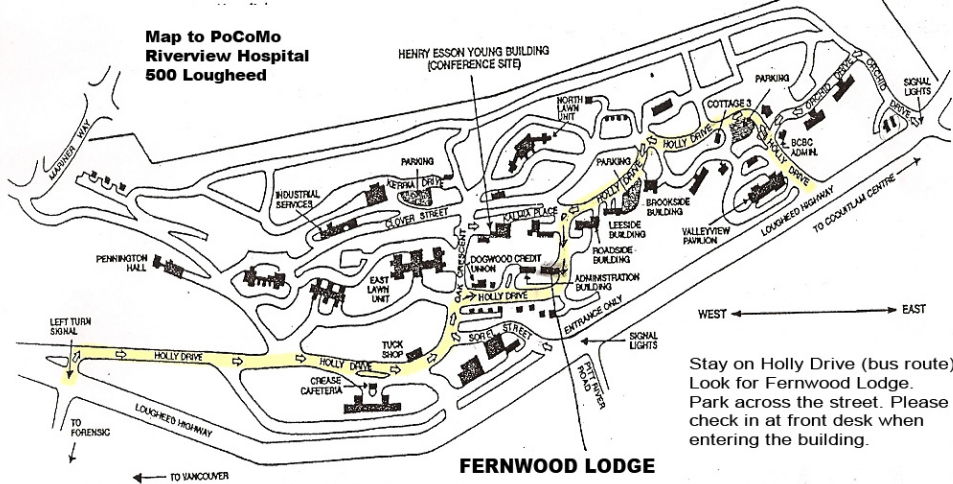 Map to PoCoMo
Riverview Hospital
500 Lougheed
HENRY ESSON YOUNG BUILDING
(CONFERENCE SITE)
NORTH
LAWN
UNIT
PARKING
COTTAGE 3
ORCHID DRIVE
ORCHID
DRIVE
SIGNAL
LIGHTS
MARINER WAY
PARKING
KERRIA DRIVE
INDUSTRIAL
SERVICES
CLOVER STREET
PARKING
HOLLY DRIVE
HOLLY DRIVE
HOLLY DRIVE
BCBC
ADMIN.
KALMIA PLACE
BROOKSIDE
BUILDING
LEESIDE
BUILDING
ROADSIDE
BUILDING
VALLEYVIEW
PAVILION
LOUGHEED HIGHWAY
TO COQUITLAM CENTRE
PENNINGTON
HALL
EAST
LAWN
UNIT
OAK CRESCENT
DOGWOOD CREDIT
UNION
ADMINISTRATION
BUILDING
HOLLY DRIVE
ENTRANCE ONLY
WEST
EAST
LEFT TURN
SIGNAL
TUCK
SHOP
SOREL STREET
SIGNAL
LIGHTS
HOLLY DRIVE
HOLLY DRIVE
CREASE
CAFETERIA
PITT RIVER
ROAD
Stay on Holly Drive (bus route)
Look for Fernwood Lodge.
Park across the street. Please
check in at front desk when
entering the building.
TO
FORENSIC
LOUGHEED HIGHWAY
TO VANCOUVER
FERNWOOD LODGE